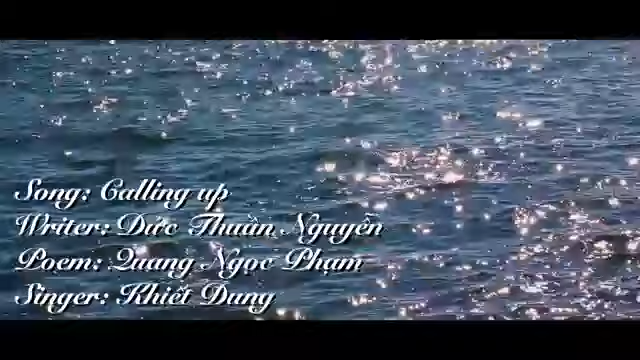 Song: Calling up
Writer: Đức Thuần Nguyễn
Poem: Quang Ngọc Phạm
Singer: Khiết Dung